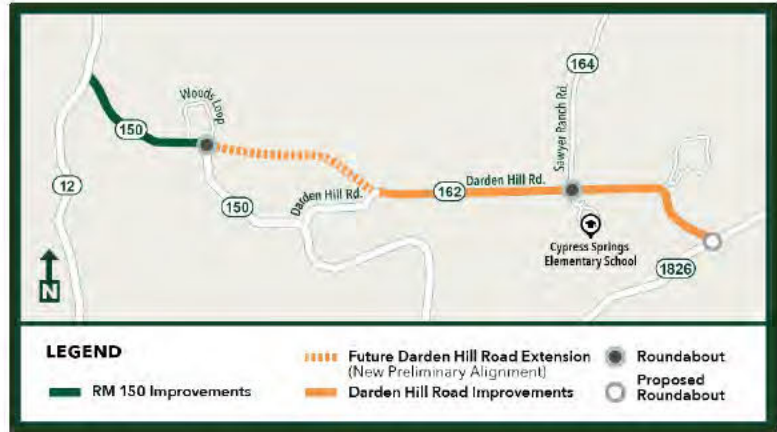 164
Woods Loop
Sawyer Ranch Rd.
150
12
150
Darden Hill Rd.
162
Darden Hill Rd.
Cypress Springs
Elementary School
1826
N
LEGEND
RM 150 Improvements
Future Darden Hill Road Extension
(New Preliminary Alignment)
Darden Hill Road Improvements
Roundabout
Proposed
Roundabout